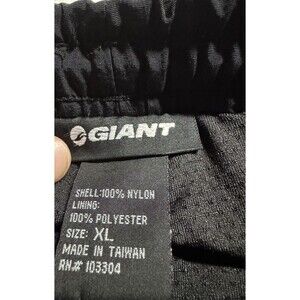 GIANT
SHELL:100% NYLON
LINING:
100% POLYESTER
SIZE: XL
MADE IN TAIWAN
RN# 103304